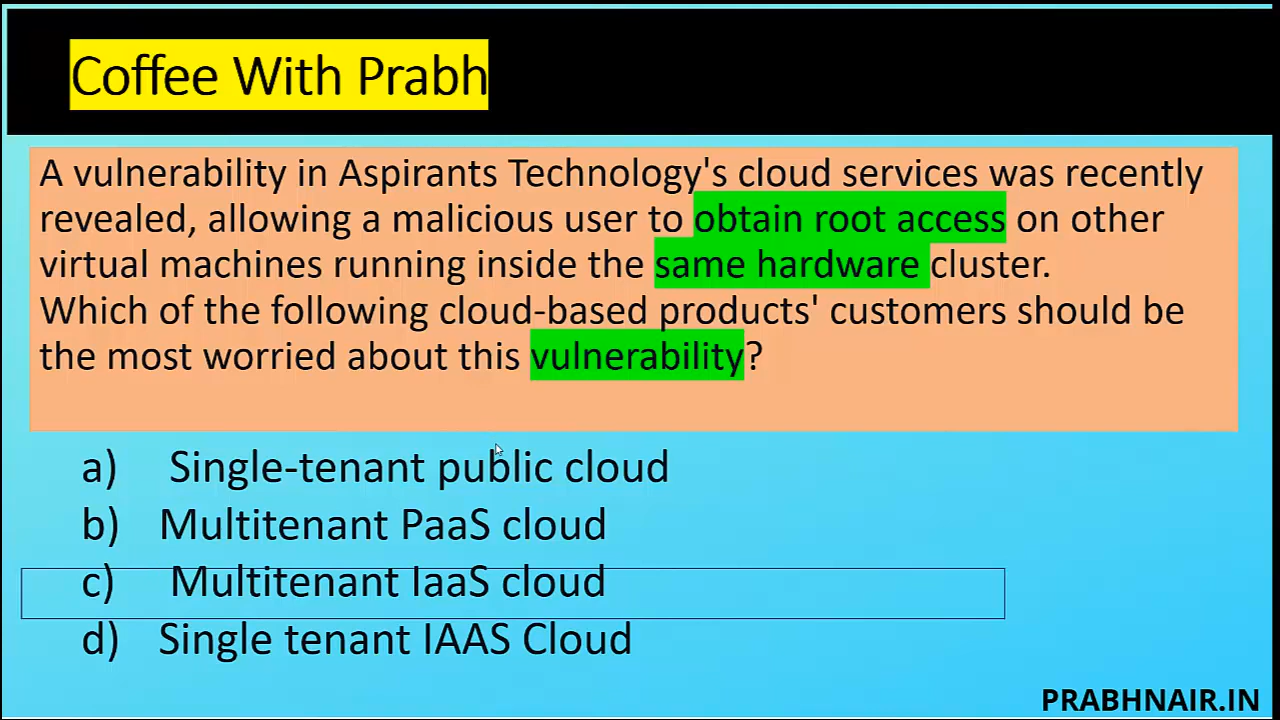 Coffee With Prabh
A vulnerability in Aspirants Technology's cloud services was recently
revealed, allowing a malicious user to obtain root access on other
virtual machines running inside the same hardware cluster.
Which of the following cloud-based products' customers should be
the most worried about this vulnerability?
a) Single-tenant public cloud
b) Multitenant PaaS cloud
c) Multitenant IaaS cloud
d) Single tenant IAAS Cloud
PRABHNAIR.IN